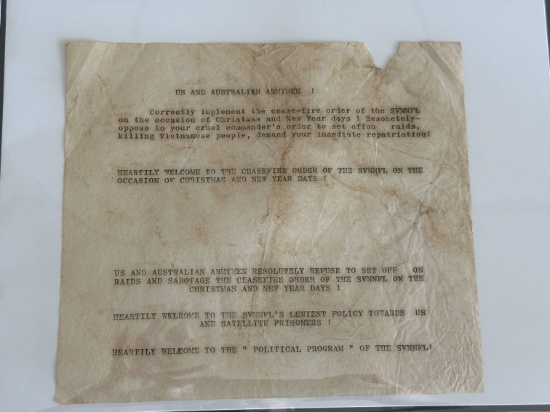 US AND AUSTRALIAN ARMYMEN !
Correctly implement the cease-fire order of the SVNNFL
on the occasion of Christmas and New Year days ! Resolutely-
oppose to your cruel commander's order to set off on raids,
killing Vietnamese people, demand your imediate repatriation!
HEARTILY WELCOME TO THE CEASEFIRE ORDER OF THE SVNNFL ON THE
OCCASION OF CHRISTMAS AND NEW YEAR DAYS !
US AND AUSTRALIAN ARMYMEN RESOLUTELY REFUSE TO SET OFF ON
RAIDS AND SABOTAGE THE CEASEFIRE ORDER OF THE SVNNFL ON THE
CHRISTMAS AND NEW YEAR DAYS !
HEARTILY WELCOME TO THE SVNNFL'S LENIENT POLICY TOWARDS US
AND SATELLITE PRISONERS !
HEARTILY WELCOME TO THE " POLITICAL PROGRAM " OF THE SVNNFL!